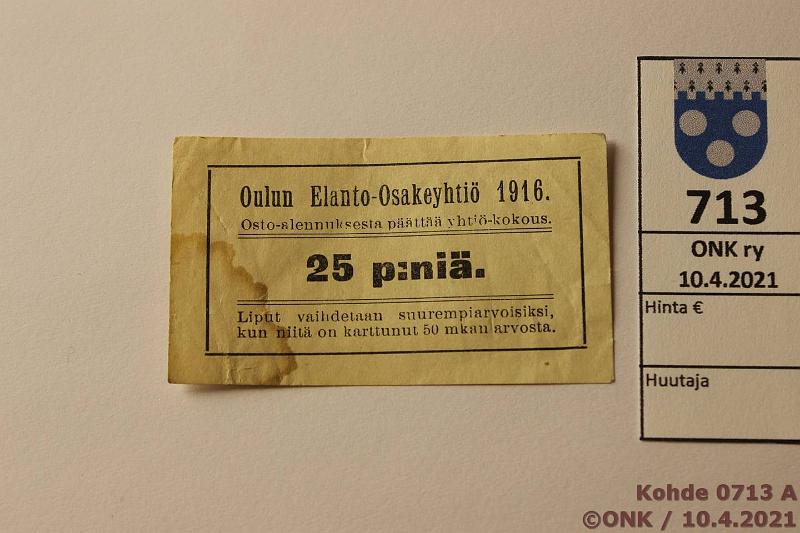 Oulun Elanto-Osakeyhtiö 1916.
Osto-alennuksesta päättää yhtiö-kokous.
25 p:niä.
Liput vaihdetaan suurempiarvoisiksi,
kun niitä on karttunut 50 mkan arvosta.
713
ONK ry
10.4.2021
Hinta €
Huutaja
Kohde 0713 A
©ONK / 10.4.2021